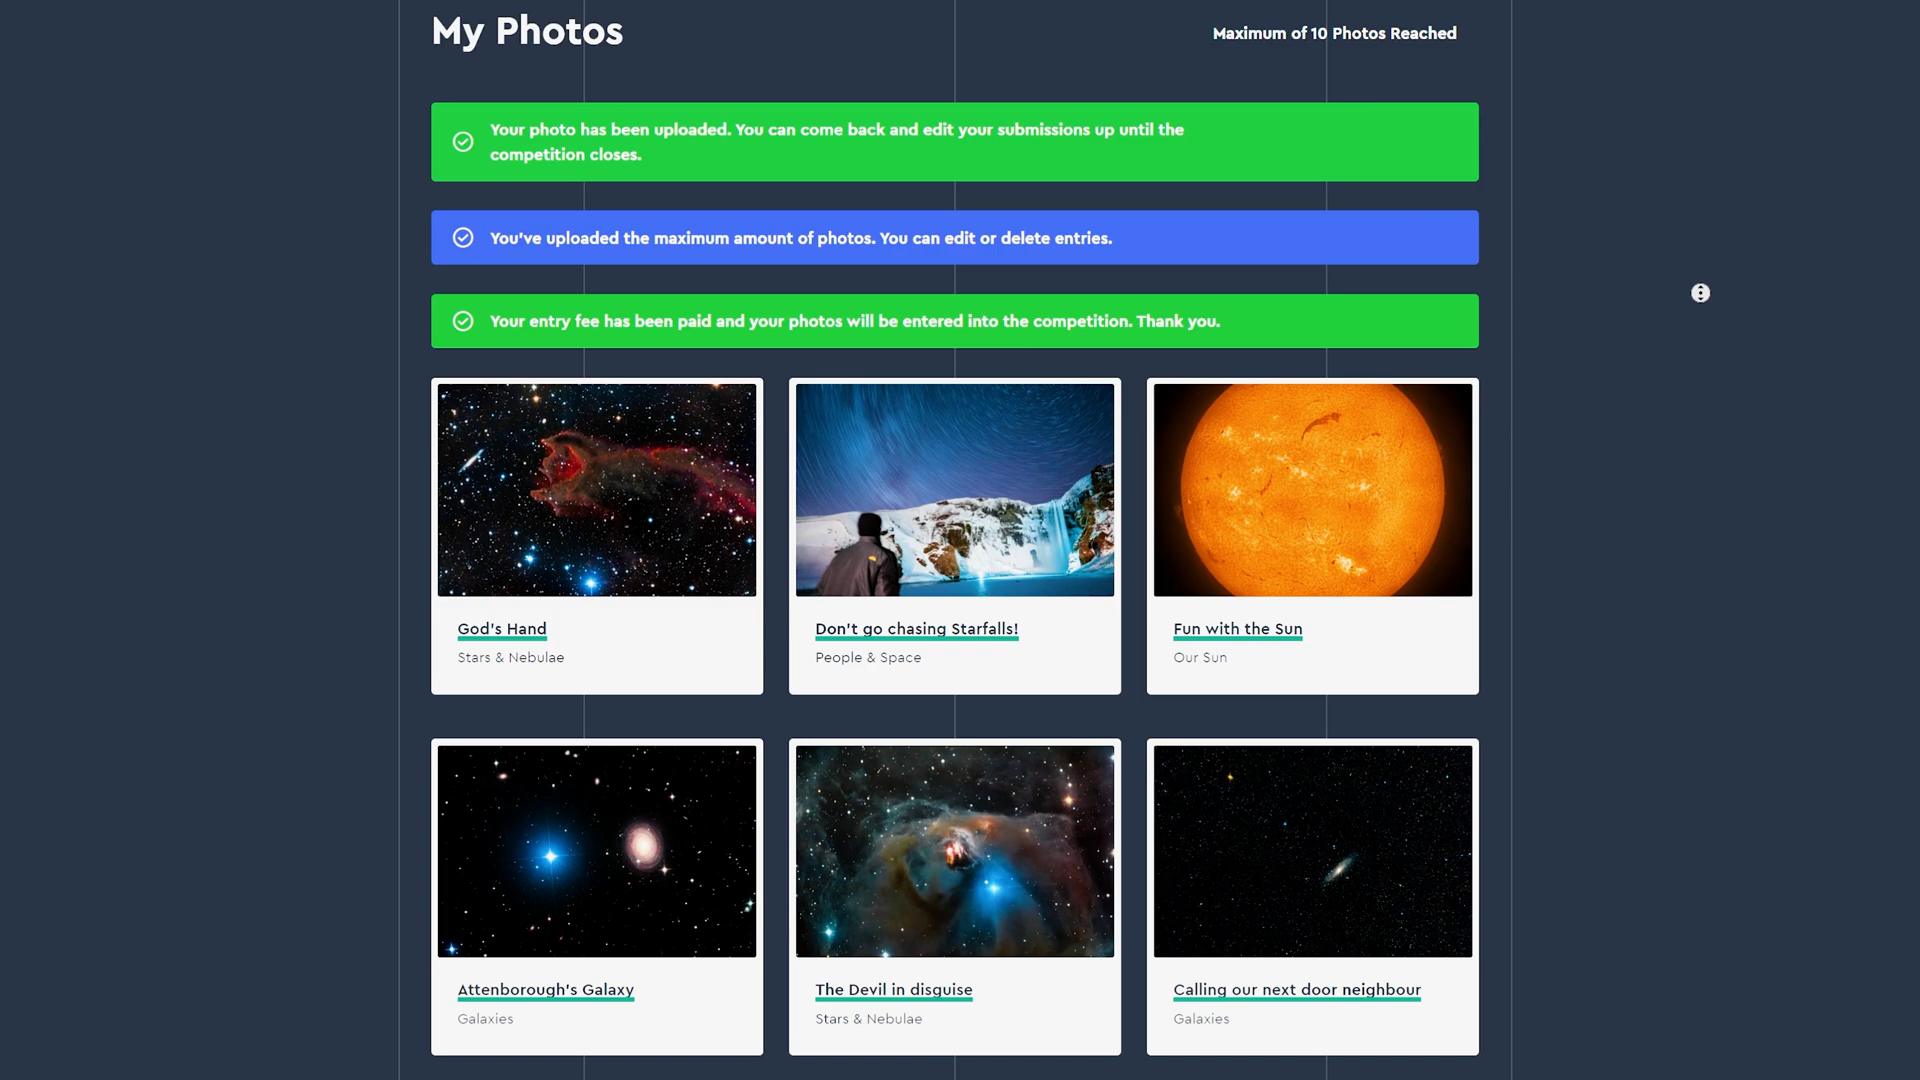 My Photos
Maximum of 10 Photos Reached
Your photo has been uploaded. You can come back and edit your submissions up until the
competition closes.
You've uploaded the maximum amount of photos. You can edit or delete entries.
Your entry fee has been paid and your photos will be entered into the competition. Thank you.
God's Hand
Stars & Nebulae
Don't go chasing Starfalls!
People & Space
Fun with the Sun
Our Sun
Attenborough's Galaxy
Galaxies
The Devil in disguise
Stars & Nebulae
Calling our next door neighbour
Galaxies